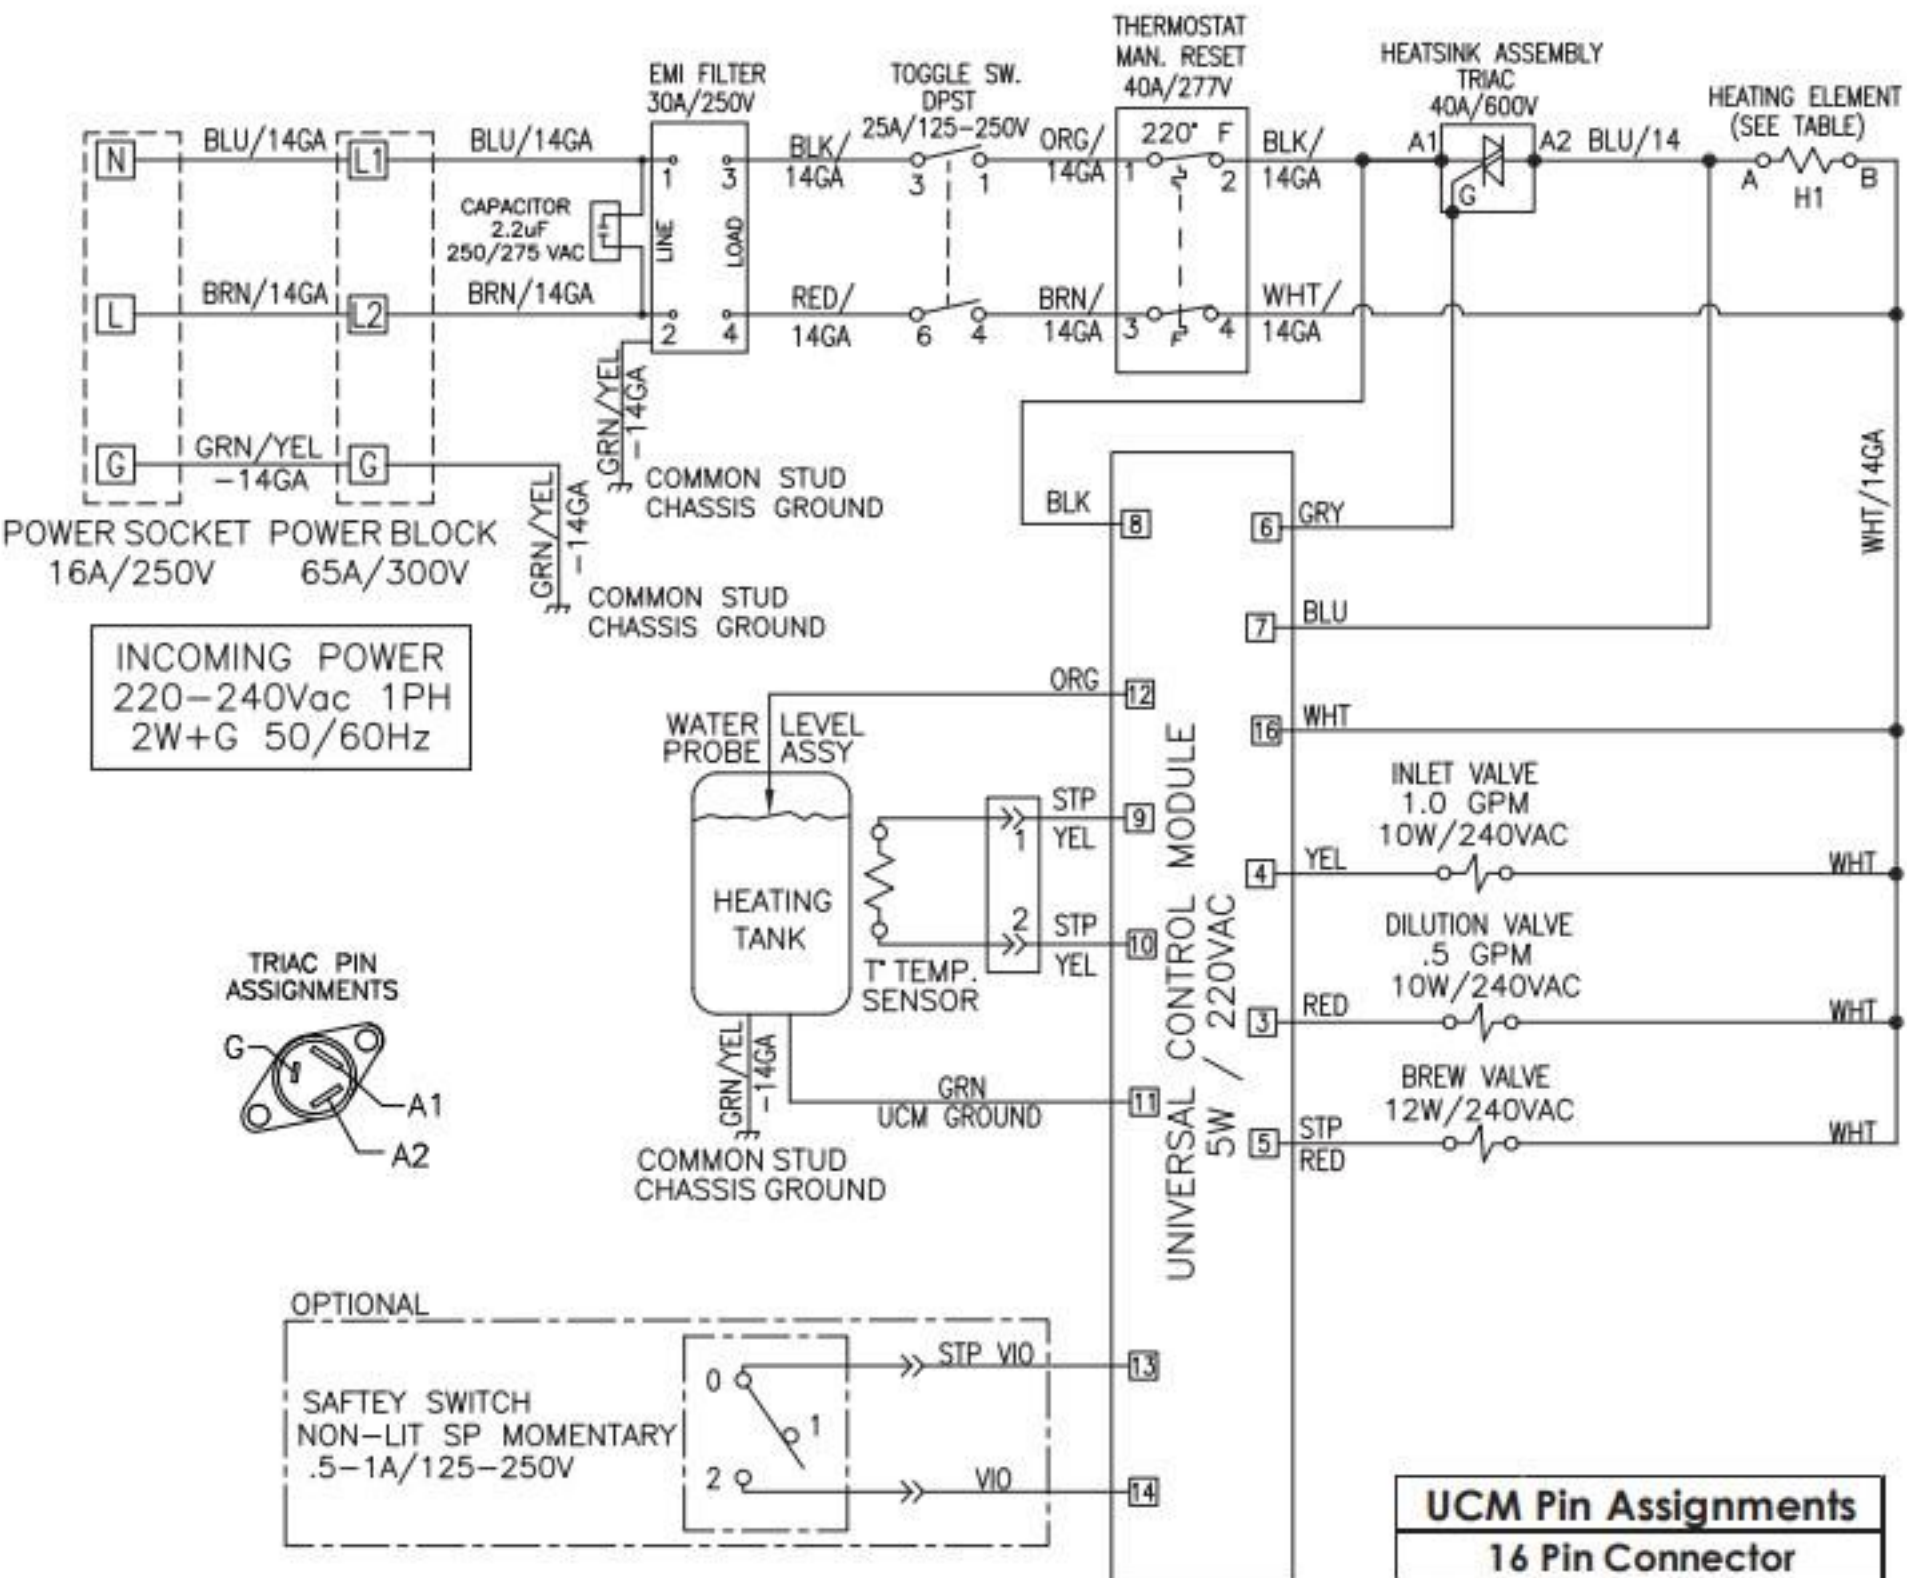 THERMOSTAT
MAN. RESET
40A/277V
HEATSINK ASSEMBLY
TRIAC
40A/600V
EMI FILTER
30A/250V
TOGGLE SW.
DPST
25A/125-250V
HEATING ELEMENT
(SEE TABLE)
N
BLU/14GA
L1
BLU/14GA
1
3
BLK/
14GA
3
1
ORG/
14GA
1
220° F
2
BLK/
14GA
A1
A2
G
BLU/14
A
H1
B
CAPACITOR
2.2uF
250/275 VAC
LINE
LOAD
L
BRN/14GA
L2
BRN/14GA
2
4
RED/
14GA
6
4
BRN/
14GA
3
F
4
WHT/
14GA
GRN/YEL
-14GA
COMMON STUD
CHASSIS GROUND
G
GRN/YEL
-14GA
G
GRN/YEL
-14GA
COMMON STUD
CHASSIS GROUND
POWER SOCKET
16A/250V
POWER BLOCK
65A/300V
INCOMING POWER
220-240Vac 1PH
2W+G 50/60Hz
WHT/14GA
BLK
8
6
GRY
7
BLU
ORG
12
16
WHT
WATER LEVEL
PROBE ASSY
HEATING
TANK
STP
YEL
9
1
2
STP
YEL
10
T° TEMP.
SENSOR
UNIVERSAL CONTROL MODULE
5W / 220VAC
INLET VALVE
1.0 GPM
10W/240VAC
4
YEL
WHT
DILUTION VALVE
.5 GPM
10W/240VAC
3
RED
WHT
BREW VALVE
12W/240VAC
5
STP
RED
WHT
GRN/YEL
-14GA
GRN
UCM GROUND
11
COMMON STUD
CHASSIS GROUND
TRIAC PIN
ASSIGNMENTS
G
A1
A2
OPTIONAL
SAFTEY SWITCH
NON-LIT SP MOMENTARY
.5-1A/125-250V
0
1
2
STP VIO
13
VIO
14
UCM Pin Assignments
16 Pin Connector